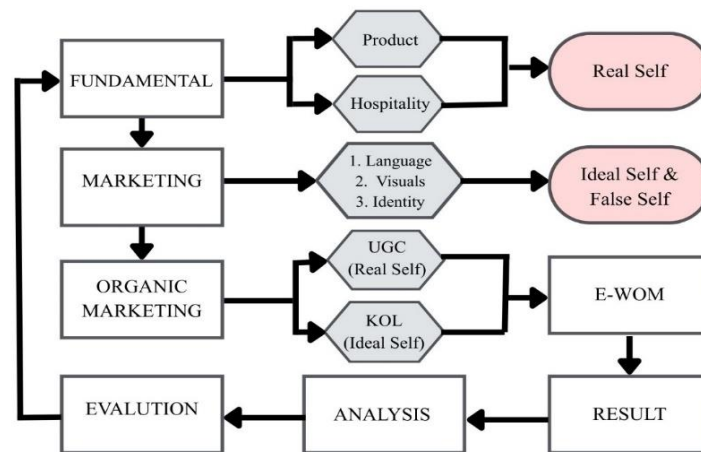 Product
FUNDAMENTAL
Real Self
Hospitality
MARKETING
1. Language
2. Visuals
3. Identity
Ideal Self &
False Self
ORGANIC
MARKETING
UGC
(Real Self)
KOL
(Ideal Self)
E-WOM
EVALUTION
ANALYSIS
RESULT